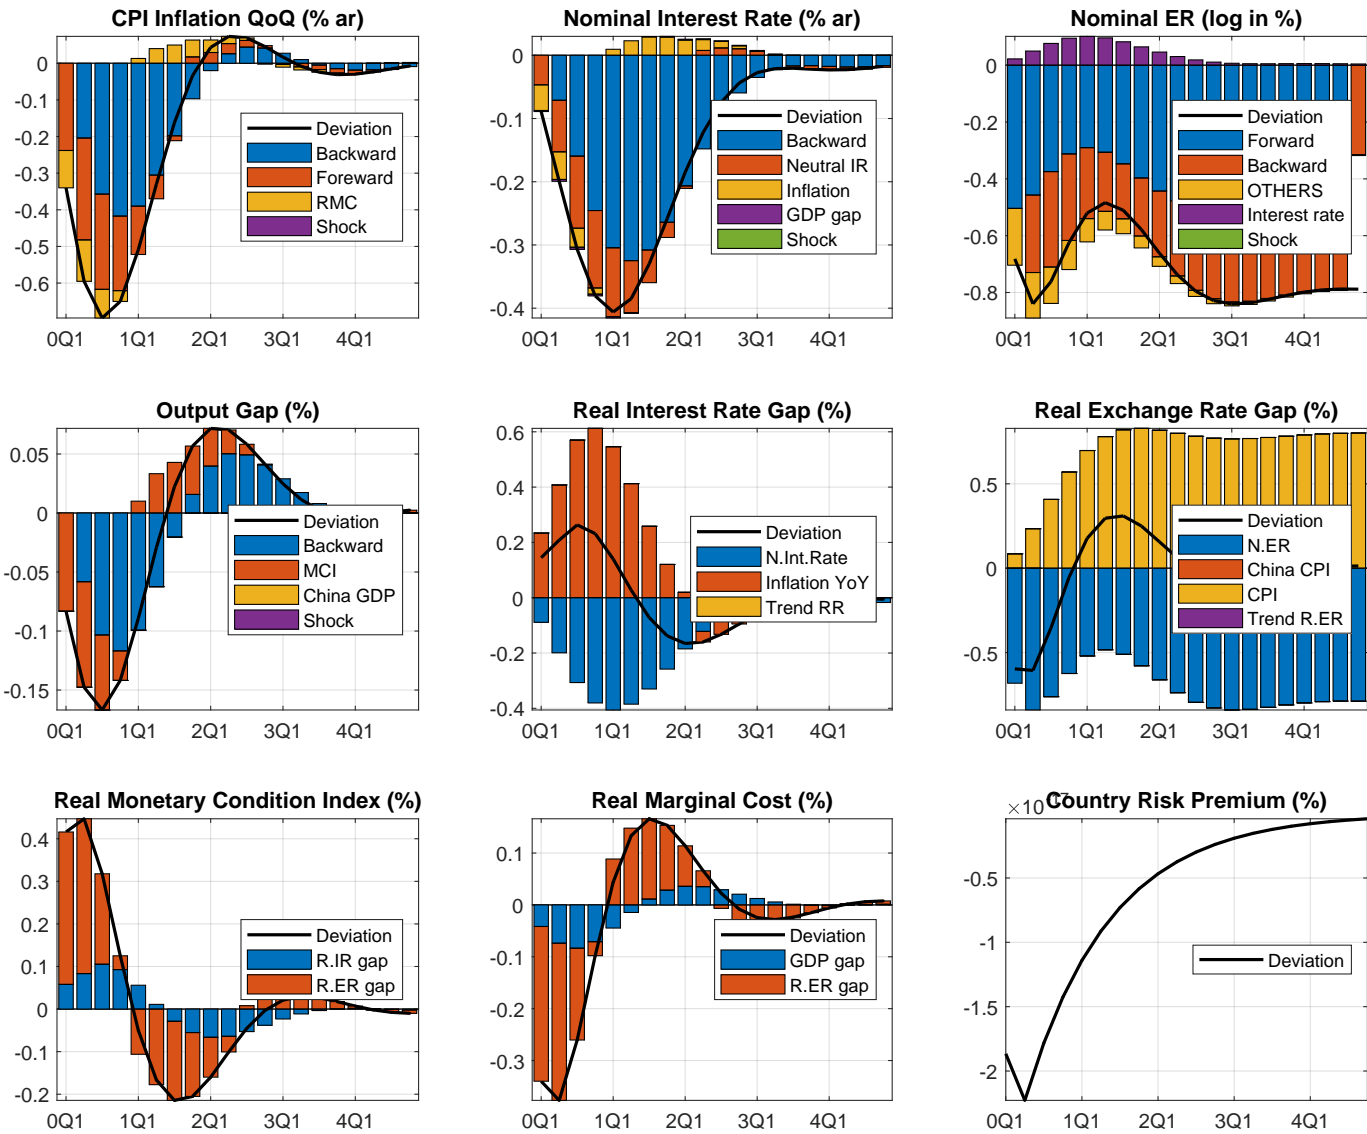 CPI Inflation QoQ (% ar)
0
-0.1
-0.2
-0.3
-0.4
-0.5
-0.6
0Q1 1Q1 2Q1 3Q1 4Q1
Deviation
Backward
Foreward
RMC
Shock
Nominal Interest Rate (% ar)
0
-0.1
-0.2
-0.3
-0.4
0Q1 1Q1 2Q1 3Q1 4Q1
Deviation
Backward
Neutral IR
Inflation
GDP gap
Shock
Nominal ER (log in %)
0
-0.2
-0.4
-0.6
-0.8
0Q1 1Q1 2Q1 3Q1 4Q1
Deviation
Forward
Backward
OTHERS
Interest rate
Shock
Output Gap (%)
0.05
0
-0.05
-0.1
-0.15
0Q1 1Q1 2Q1 3Q1 4Q1
Deviation
Backward
MCI
China GDP
Shock
Real Interest Rate Gap (%)
0.6
0.4
0.2
0
-0.2
-0.4
0Q1 1Q1 2Q1 3Q1 4Q1
Deviation
N.Int.Rate
Inflation YoY
Trend RR
Real Exchange Rate Gap (%)
0.5
0
-0.5
0Q1 1Q1 2Q1 3Q1 4Q1
Deviation
N.ER
China CPI
CPI
Trend R.ER
Real Monetary Condition Index (%)
0.4
0.3
0.2
0.1
0
-0.1
-0.2
0Q1 1Q1 2Q1 3Q1 4Q1
Deviation
R.IR gap
R.ER gap
Real Marginal Cost (%)
0.1
0
-0.1
-0.2
-0.3
0Q1 1Q1 2Q1 3Q1 4Q1
Deviation
GDP gap
R.ER gap
Country Risk Premium (%)
×10
-0.5
-1
-1.5
-2
0Q1 1Q1 2Q1 3Q1 4Q1
Deviation